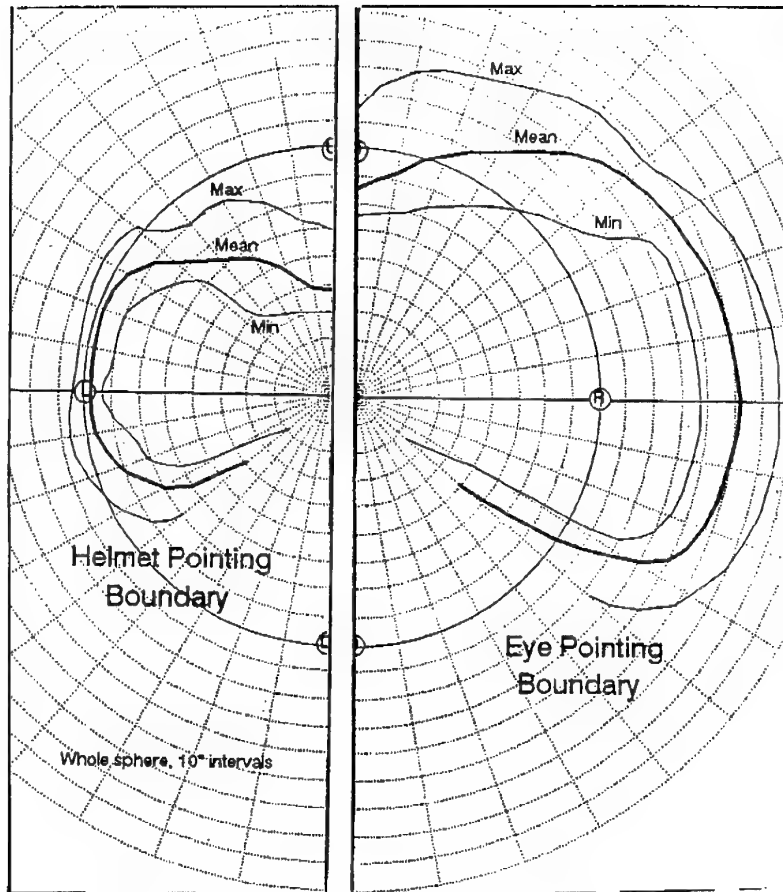 Max
Mean
Min
Helmet Pointing
Boundary
Whole sphere, 10° intervals
Max
Mean
Min
R
Eye Pointing
Boundary